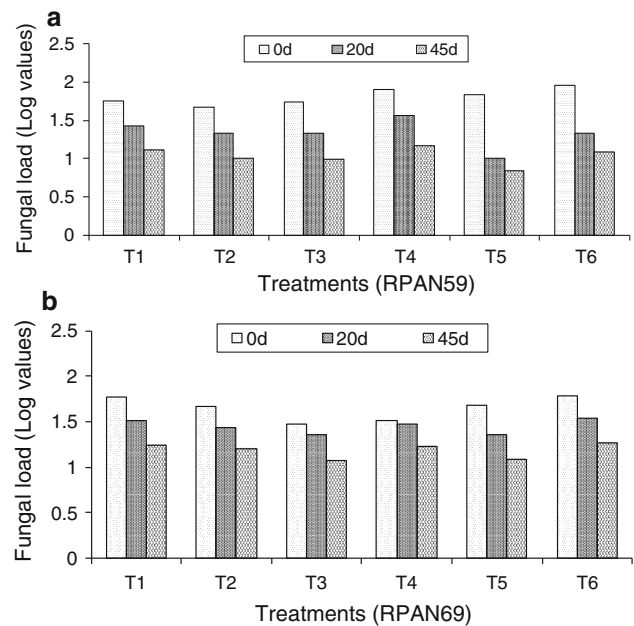 a
0d 20d 45d
Fungal load (Log values)
2.5
2
1.5
1
0.5
0
T1 T2 T3 T4 T5 T6
Treatments (RPAN59)
b
0d 20d 45d
Fungal load (Log values)
2.5
2
1.5
1
0.5
0
T1 T2 T3 T4 T5 T6
Treatments (RPAN69)